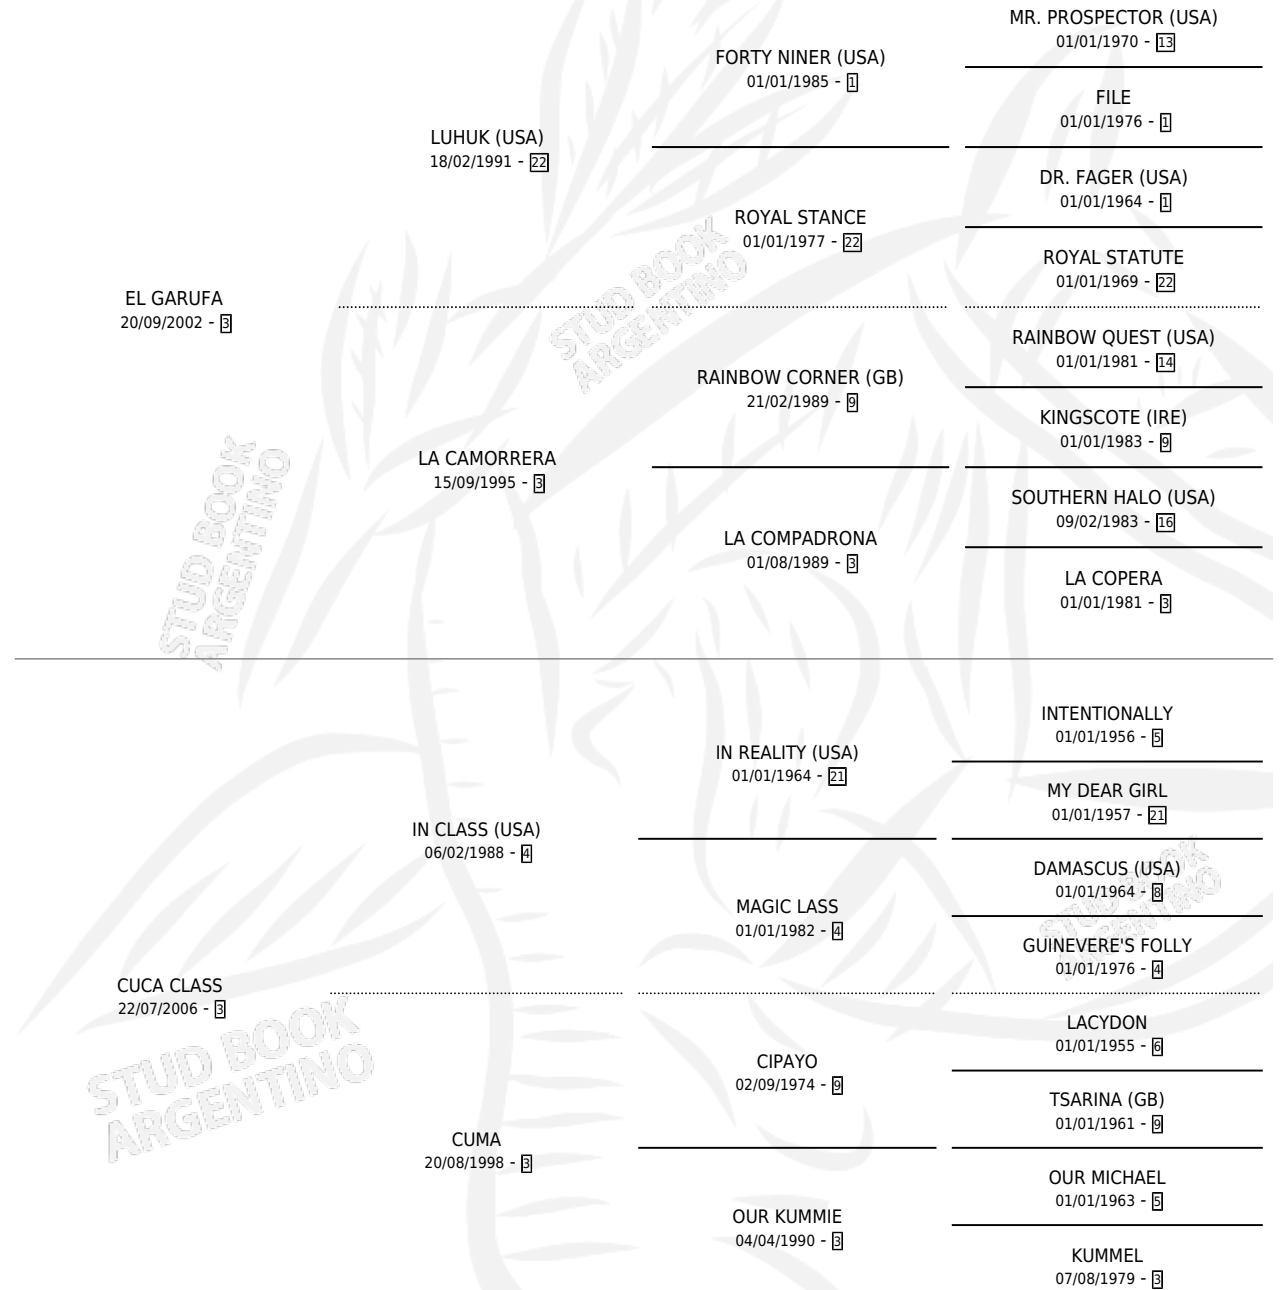 MR. PROSPECTOR (USA)
01/01/1970 - 13
FORTY NINER (USA)
01/01/1985 - 1
FILE
01/01/1976 - 1
LUHUK (USA)
18/02/1991 - 22
DR. FAGER (USA)
01/01/1964 - 1
ROYAL STANCE
01/01/1977 - 22
ROYAL STATUTE
01/01/1969 - 22
EL GARUFA
20/09/2002 - 3
RAINBOW QUEST (USA)
01/01/1981 - 14
RAINBOW CORNER (GB)
21/02/1989 - 9
KINGSCOTE (IRE)
01/01/1983 - 9
LA CAMORRERA
15/09/1995 - 3
SOUTHERN HALO (USA)
09/02/1983 - 16
LA COMPADRONA
01/08/1989 - 3
LA COPERA
01/01/1981 - 3
STUD BOOK
ARGENTINO
STUD BOOK
ARGENTINO
INTENTIONALLY
01/01/1956 - 5
IN REALITY (USA)
01/01/1964 - 21
MY DEAR GIRL
01/01/1957 - 21
IN CLASS (USA)
06/02/1988 - 4
DAMASCUS (USA)
01/01/1964 - 8
MAGIC LASS
01/01/1982 - 4
GUINEVERE'S FOLLY
01/01/1976 - 4
CUCA CLASS
22/07/2006 - 3
LACYDON
01/01/1955 - 6
CIPAYO
02/09/1974 - 9
TSARINA (GB)
01/01/1961 - 9
CUMA
20/08/1998 - 3
OUR MICHAEL
01/01/1963 - 5
OUR KUMMIE
04/04/1990 - 3
KUMMEL
07/08/1979 - 3
STUD BOOK
ARGENTINO
STUD BOOK
ARGENTINO